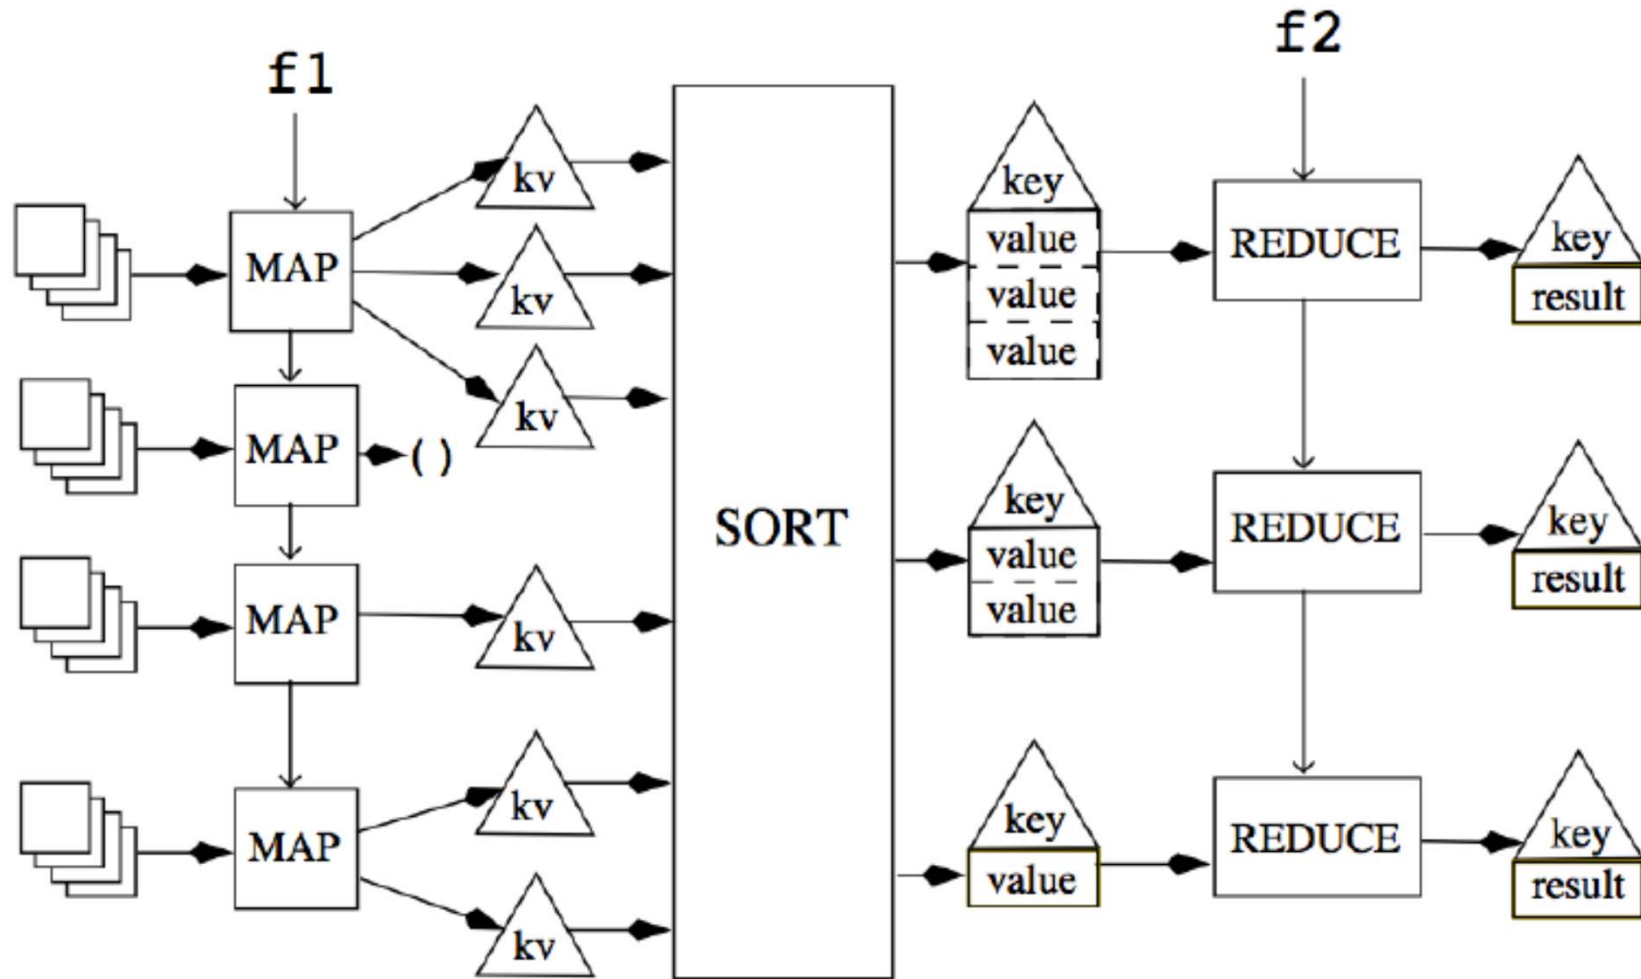 f1
f2
kv
kv
kv
MAP
MAP
()
MAP
kv
MAP
kv
kv
SORT
key
value
value
value
key
value
value
key
value
REDUCE
REDUCE
REDUCE
key
result
key
result
key
result